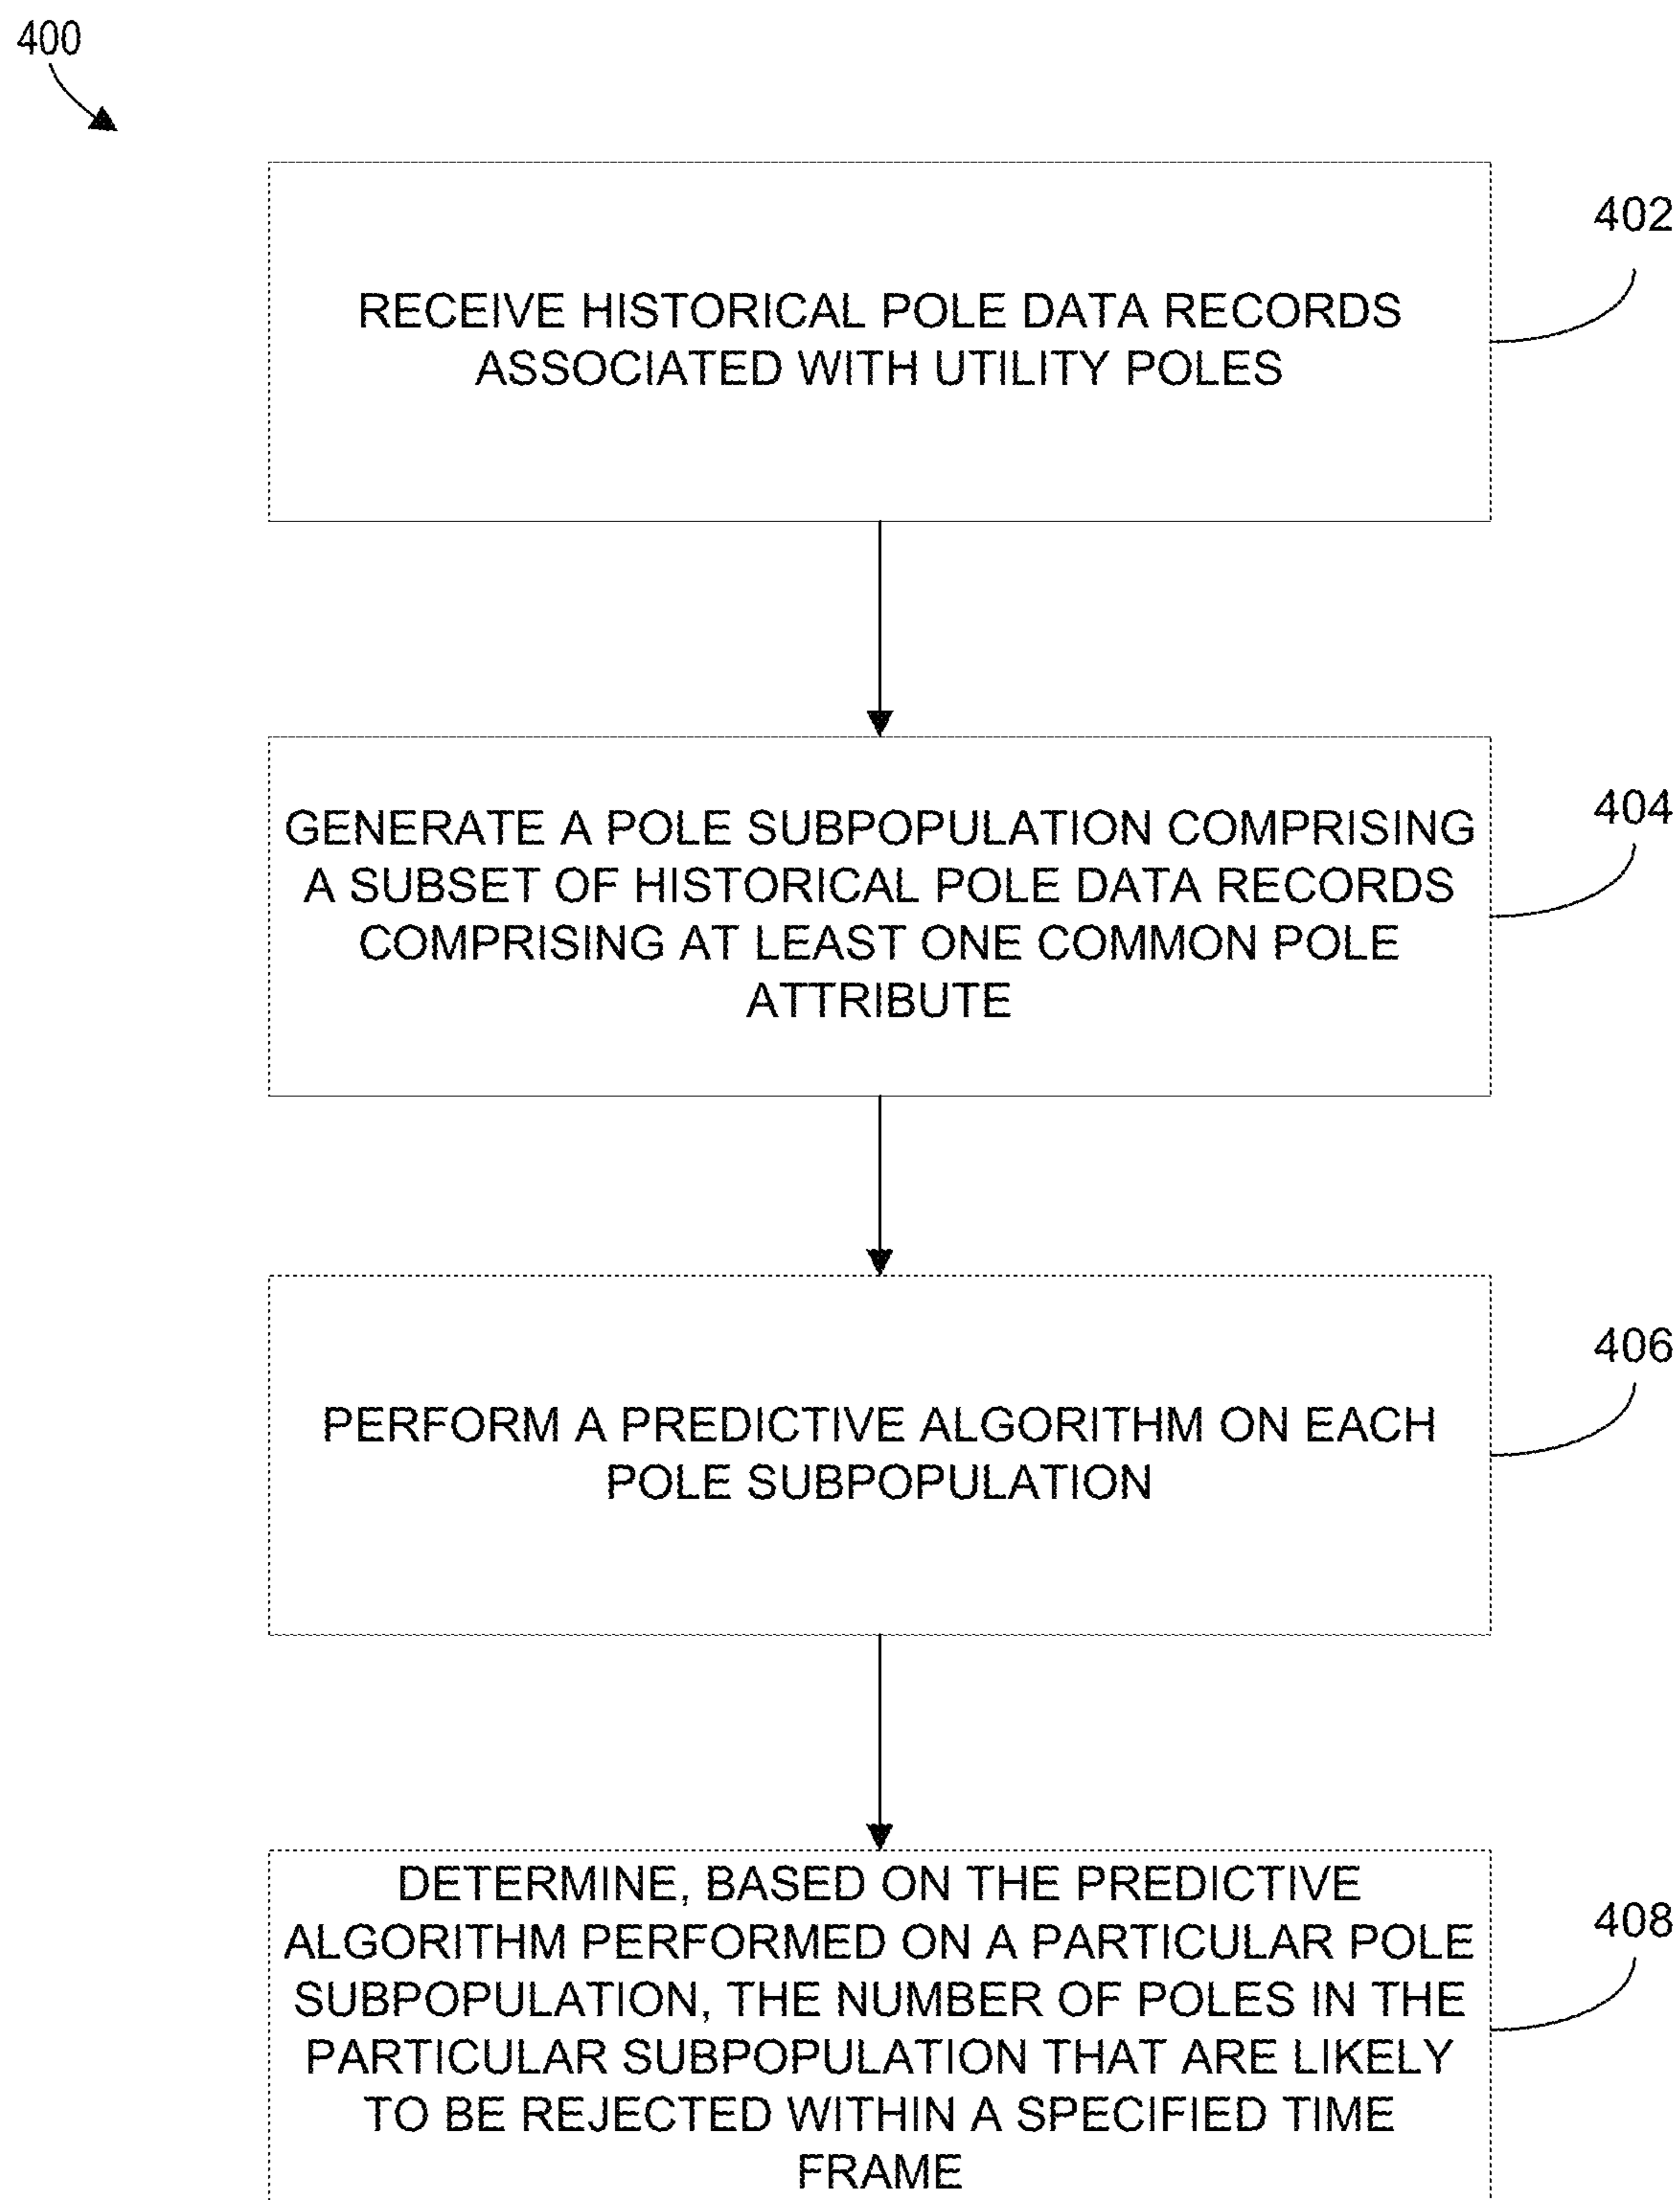 400
RECEIVE HISTORICAL POLE DATA RECORDS
ASSOCIATED WITH UTILITY POLES
402
GENERATE A POLE SUBPOPULATION COMPRISING
A SUBSET OF HISTORICAL POLE DATA RECORDS
COMPRISING AT LEAST ONE COMMON POLE
ATTRIBUTE
404
PERFORM A PREDICTIVE ALGORITHM ON EACH
POLE SUBPOPULATION
406
DETERMINE, BASED ON THE PREDICTIVE
ALGORITHM PERFORMED ON A PARTICULAR POLE
SUBPOPULATION, THE NUMBER OF POLES IN THE
PARTICULAR SUBPOPULATION THAT ARE LIKELY
TO BE REJECTED WITHIN A SPECIFIED TIME
FRAME
408